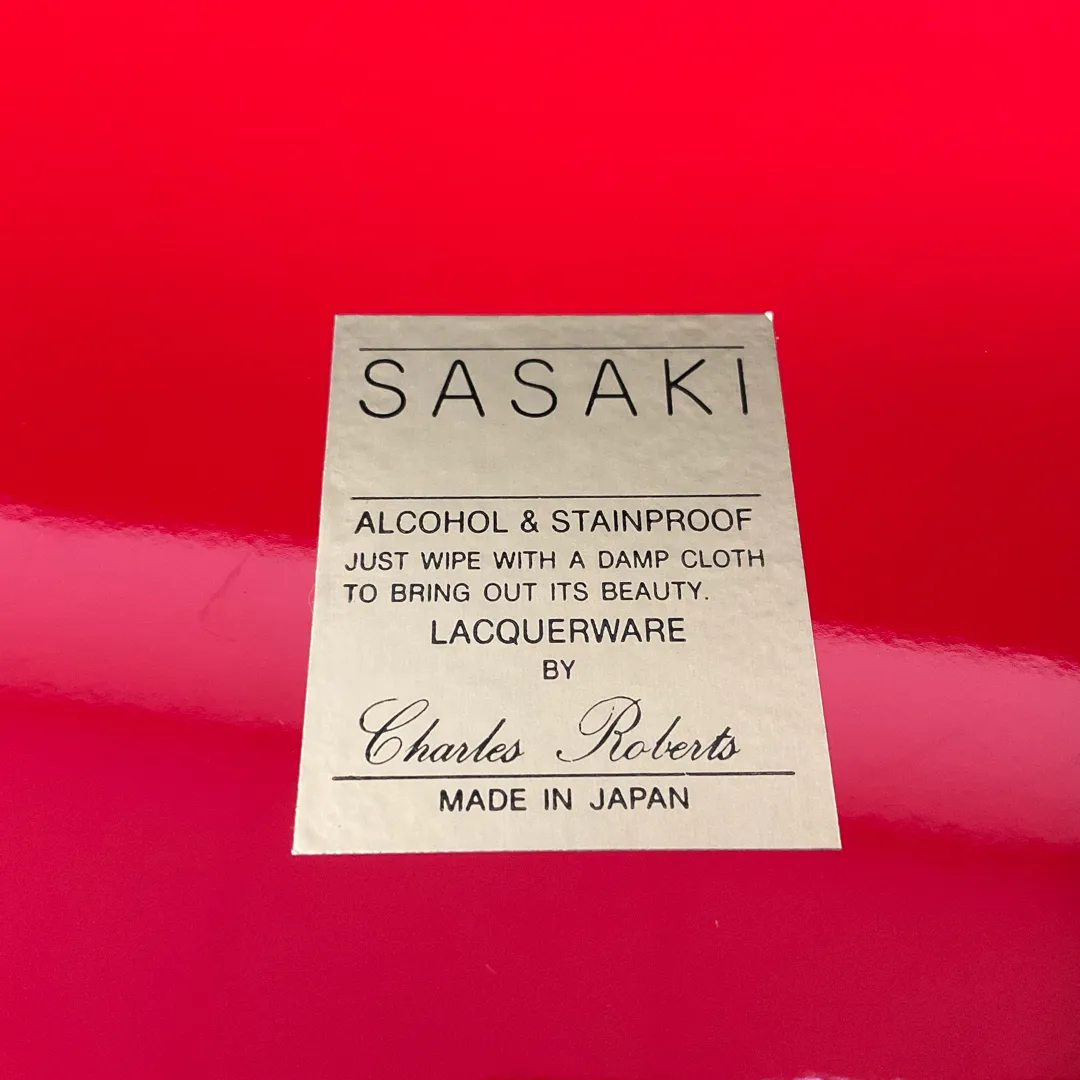 SASAKI
ALCOHOL & STAINPROOF
JUST WIPE WITH A DAMP CLOTH
TO BRING OUT ITS BEAUTY.
LACQUERWARE
BY
Charles Roberts
MADE IN JAPAN